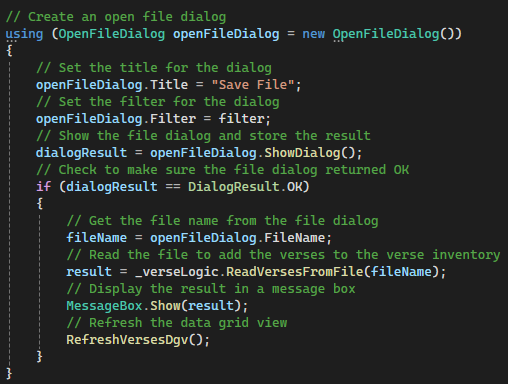 // Create an open file dialog
using (OpenFileDialog openFileDialog = new OpenFileDialog())
{
    // Set the title for the dialog
    openFileDialog.Title = "Save File";
    // Set the filter for the dialog
    openFileDialog.Filter = filter;
    // Show the file dialog and store the result
    dialogResult = openFileDialog.ShowDialog();
    // Check to make sure the file dialog returned OK
    if (dialogResult == DialogResult.OK)
    {
        // Get the file name from the file dialog
        fileName = openFileDialog.FileName;
        // Read the file to add the verses to the verse inventory
        result = _verseLogic.ReadVersesFromFile(fileName);
        // Display the result in a message box
        MessageBox.Show(result);
        // Refresh the data grid view
        RefreshVersesDgv();
    }
}